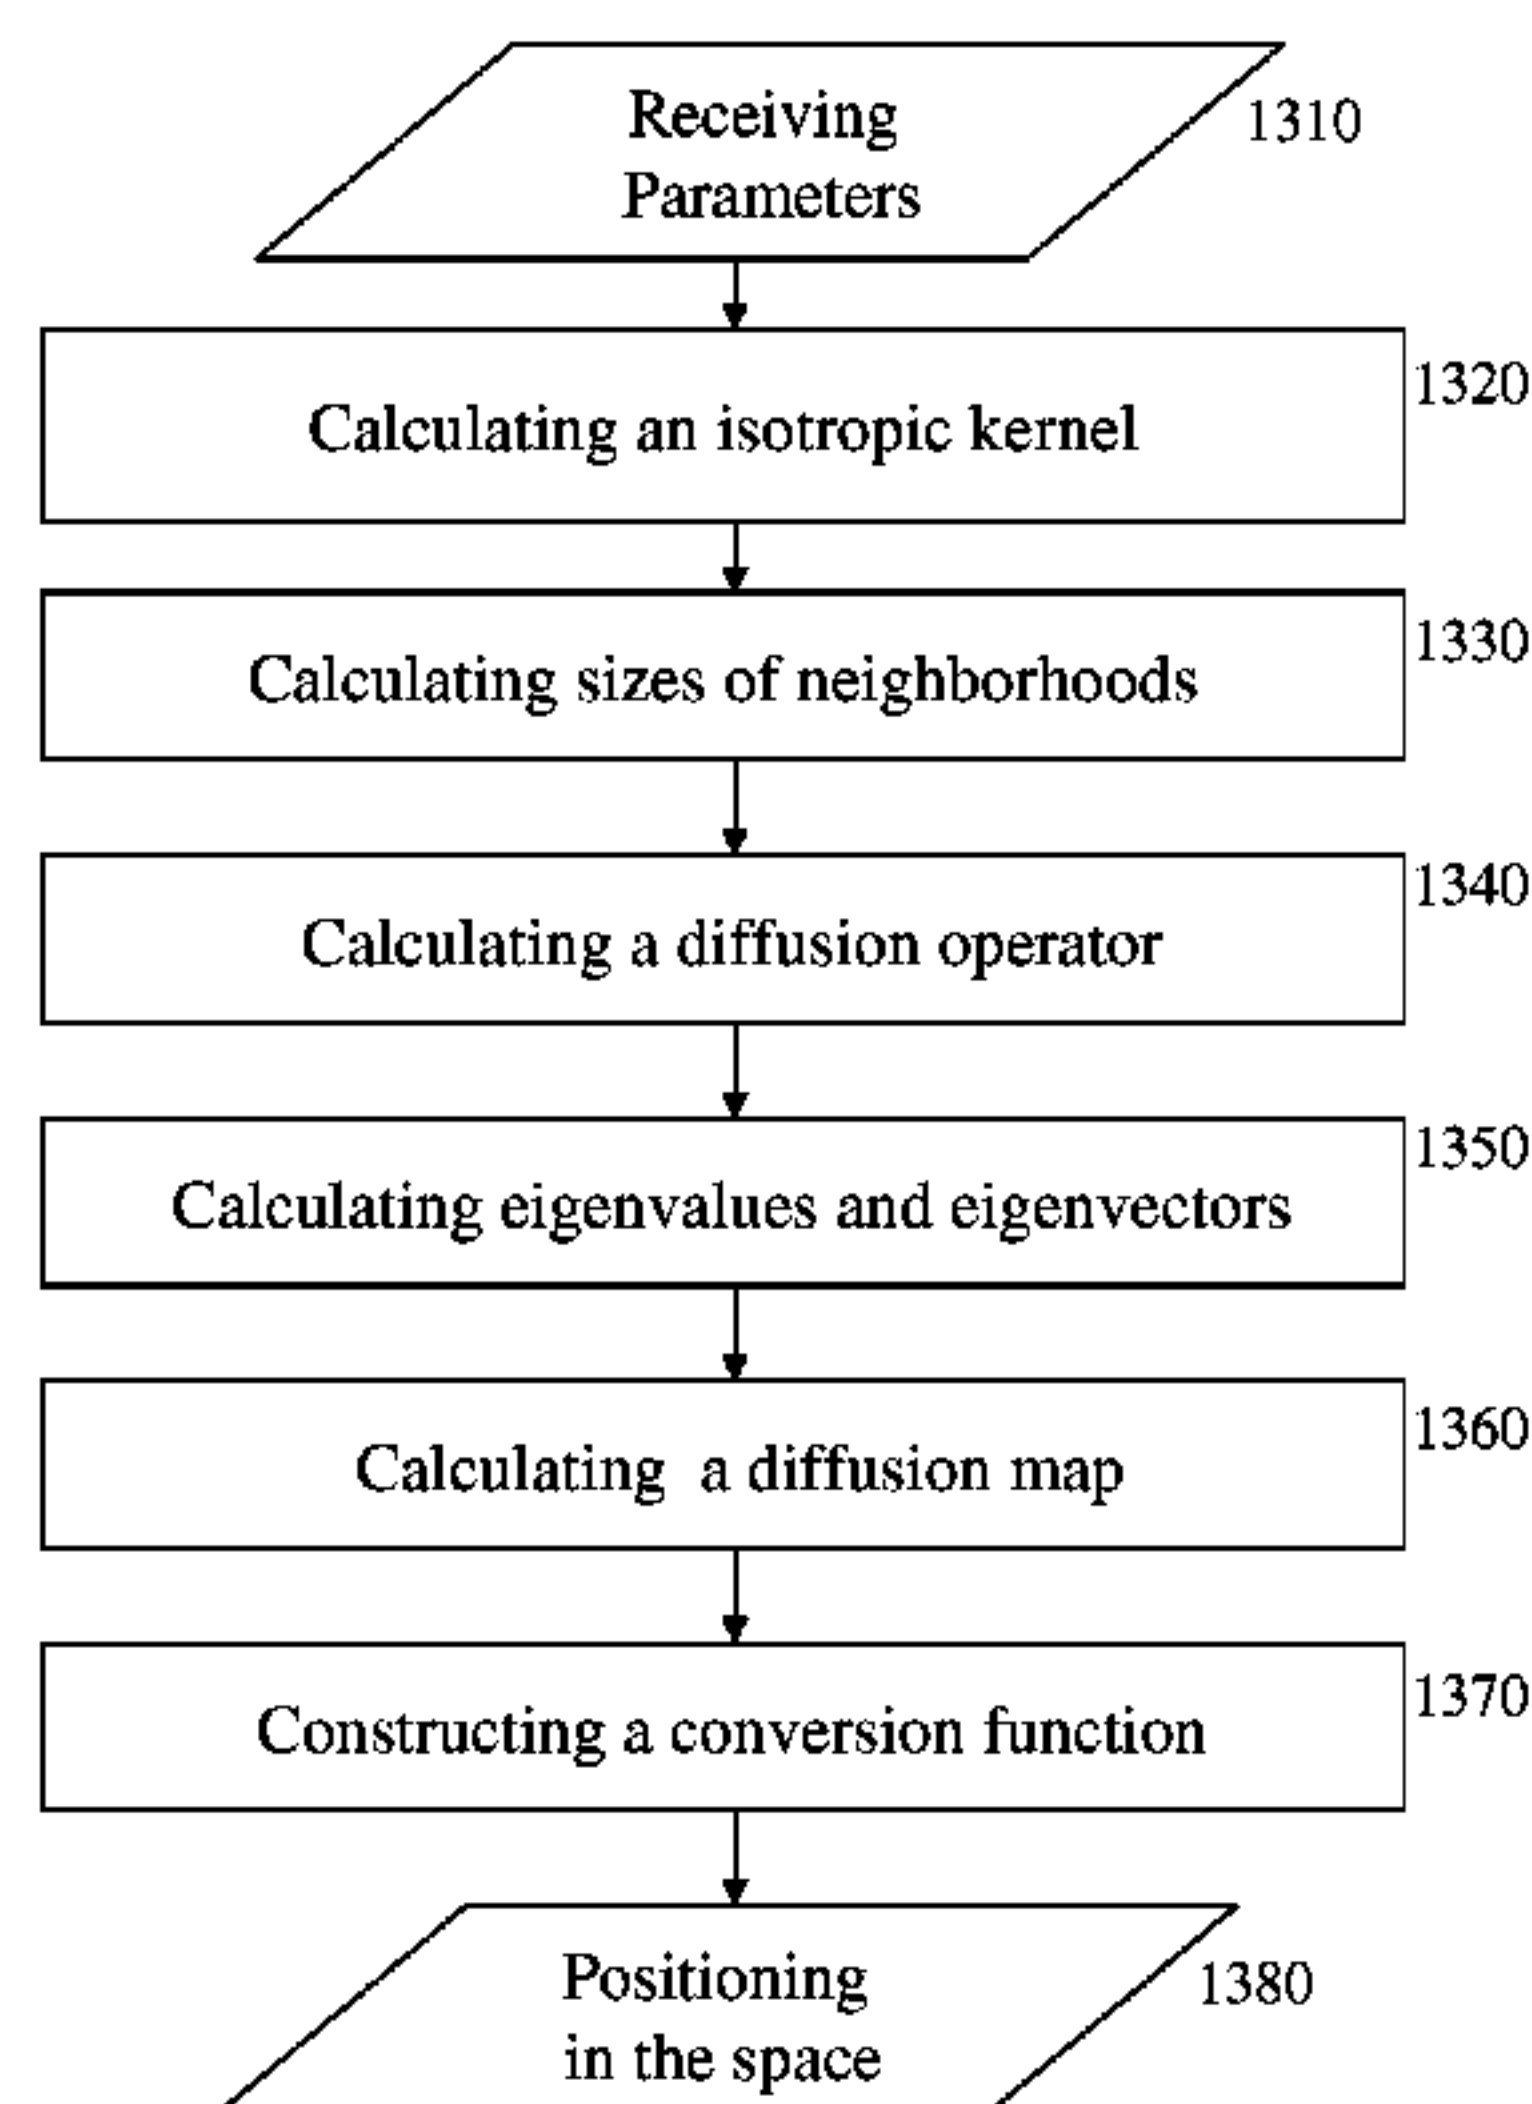 Receiving
Parameters
1310
Calculating an isotropic kernel
1320
Calculating sizes of neighborhoods
1330
Calculating a diffusion operator
1340
Calculating eigenvalues and eigenvectors
1350
Calculating a diffusion map
1360
Constructing a conversion function
1370
Positioning
in the space
1380